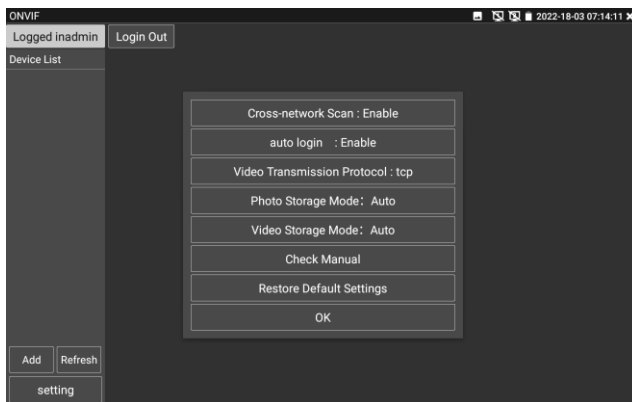 ONVIF 2022-18-03 07:14:11
Logged inadmin Login Out
Device List
Cross-network Scan : Enable
auto login : Enable
Video Transmission Protocol : tcp
Photo Storage Mode: Auto
Video Storage Mode: Auto
Check Manual
Restore Default Settings
OK
Add Refresh
setting